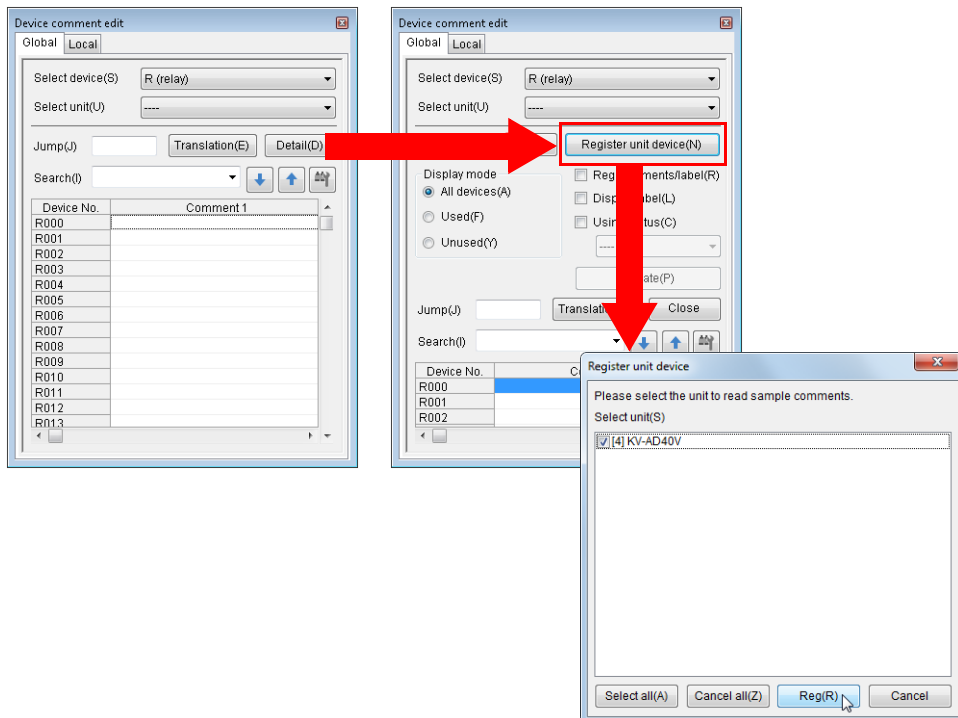 Device comment edit
Global Local
Select device(S) R (relay)
Select unit(U) ----
Jump(J) Translation(E) Detail(D)
Search(I)
Device No. Comment 1
R000
R001
R002
R003
R004
R005
R006
R007
R008
R009
R010
R011
R012
R013
Device comment edit
Global Local
Select device(S) R (relay)
Select unit(U) ----
Register unit device(N)
Display mode
All devices(A)
Used(F)
Unused(Y)
Label(R)
(L)
(C)
----
(P)
Jump(J) Close
Search(I)
Device No.
R000
R001
R002
Register unit device
Please select the unit to read sample comments.
Select unit(S)
[4] KV-AD40V
Select all(A) Cancel all(Z) Reg(R) Cancel